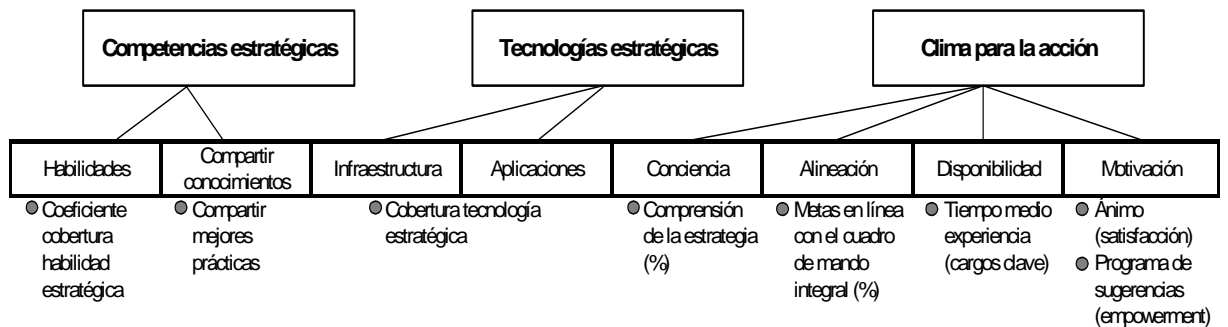 Competencias estratégicas
Tecnologías estratégicas
Clima para la acción
Habilidades
Compartir
conocimientos
Infraestructura
Aplicaciones
Conciencia
Alineación
Disponibilidad
Motivación
Coeficiente
cobertura
habilidad
estratégica
Compartir
mejores
prácticas
Cobertura tecnología
estratégica
Comprensión
de la estrategia
(%)
Metas en línea
con el cuadro
de mando
integral (%)
Tiempo medio
experiencia
(cargos clave)
Ánimo
(satisfacción)
Programa de
sugerencias
(empowerment)